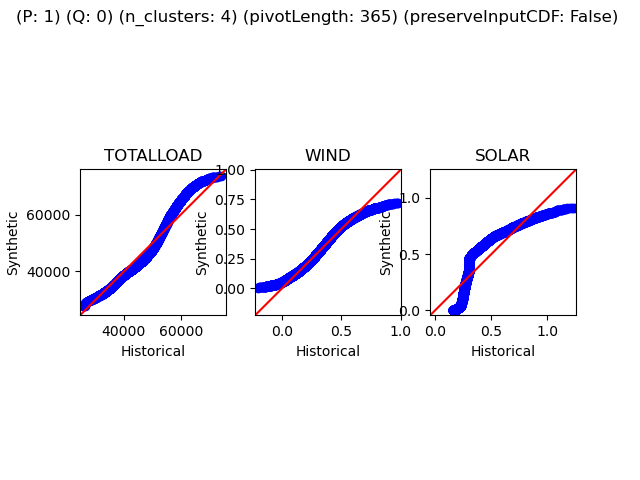 (P: 1) (Q: 0) (n_clusters: 4) (pivotLength: 365) (preserveInputCDF: False)
TOTALLOAD
Synthetic
60000
40000
40000 60000
Historical
WIND
Synthetic
1.00
0.75
0.50
0.25
0.00
0.0 0.5 1.0
Historical
SOLAR
Synthetic
1.0
0.5
0.0
0.0 0.5 1.0
Historical